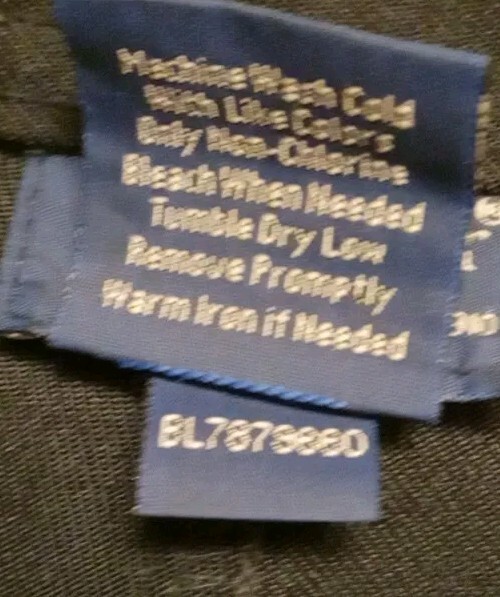 Machine Wash Cold
With Like Colors
Only Non-Chlorine
Bleach When Needed
Tumble Dry Low
Remove Promptly
Warm Iron if Needed